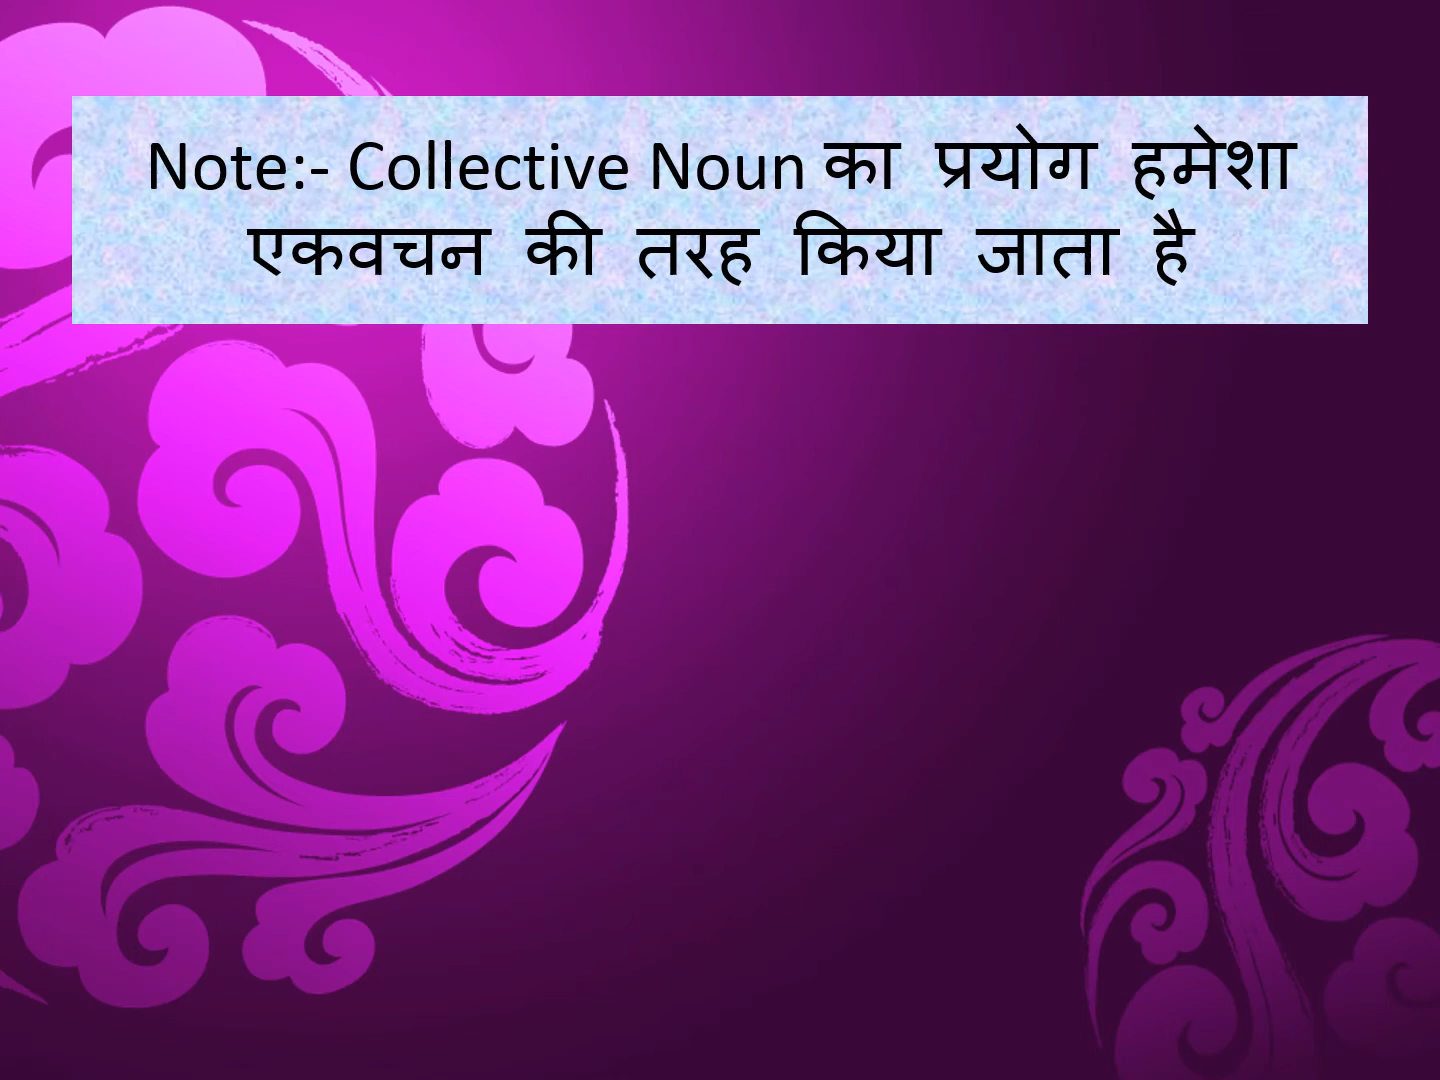 Note:- Collective Noun का प्रयोग हमेशा
एकवचन की तरह किया जाता है